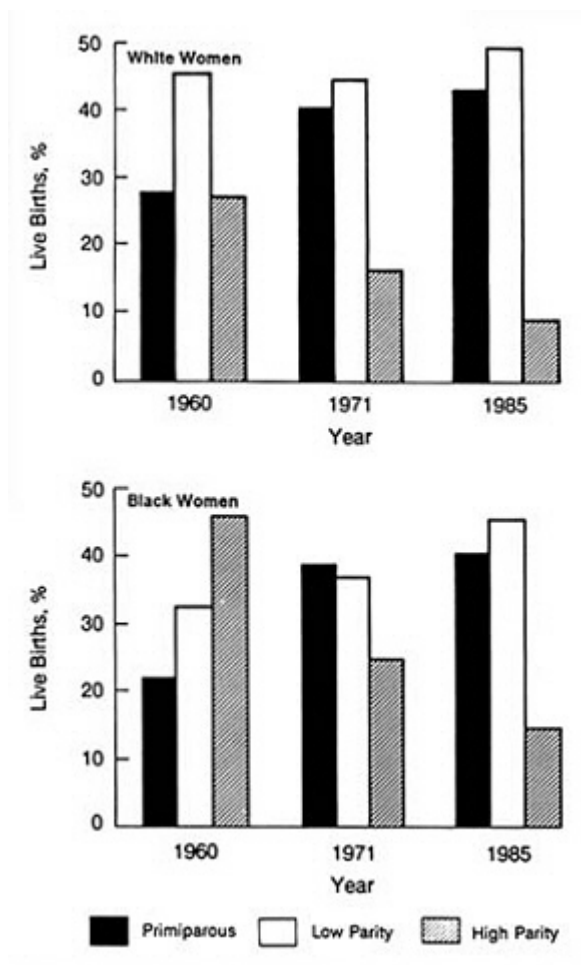 White Women
50
40
30
20
10
0
Live Births, %
1960 1971 1985
Year
Black Women
50
40
30
20
10
0
Live Births, %
1960 1971 1985
Year
Primiparous Low Parity High Parity